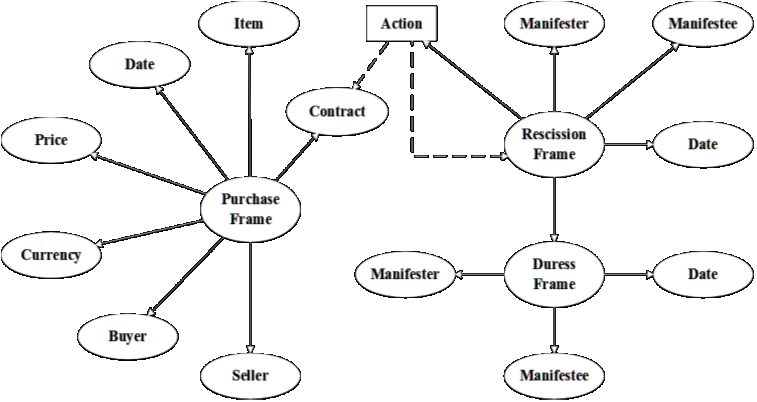 Item
Action
Manifester
Manifestee
Date
Contract
Price
Rescission
Frame
Date
Purchase
Frame
Currency
Manifester
Duress
Frame
Date
Buyer
Seller
Manifestee